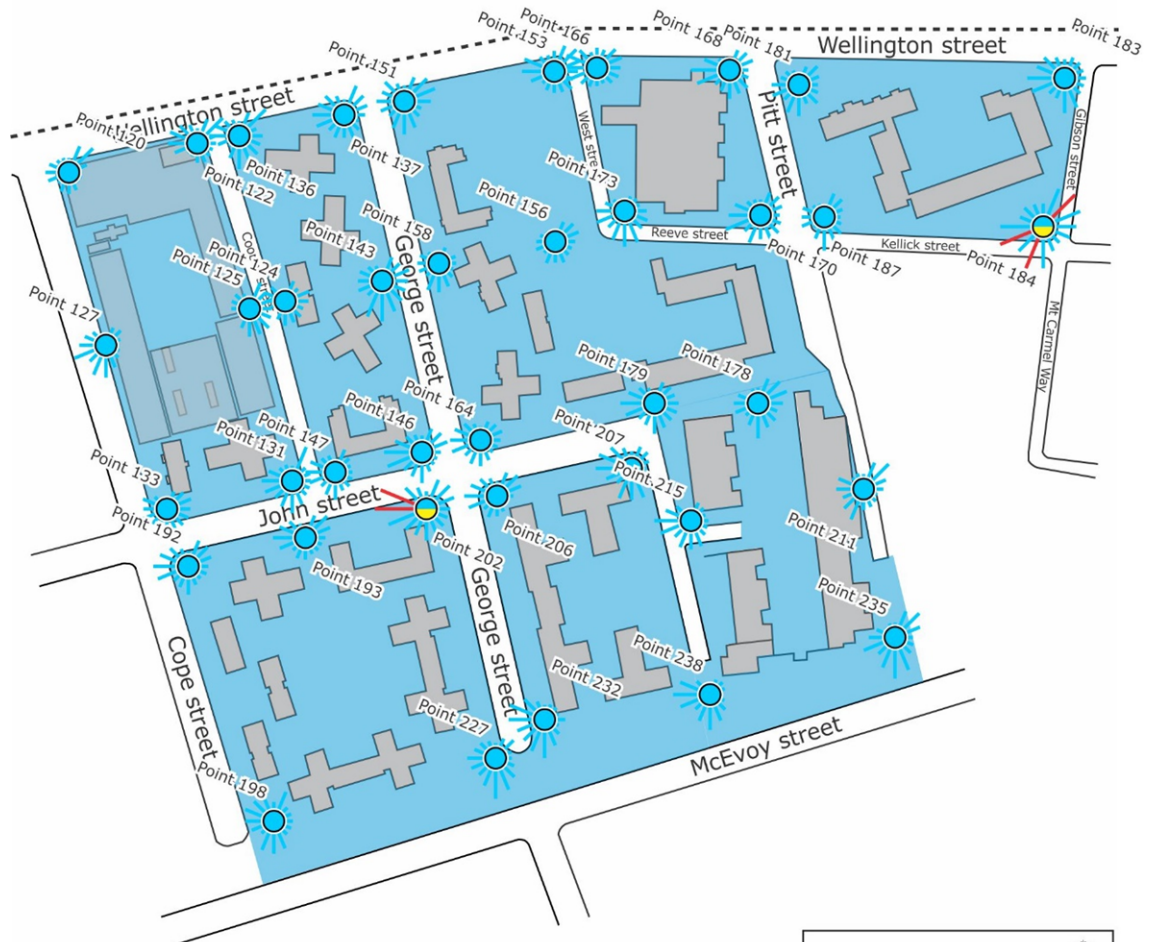 Point 183
Point 166
Point 153
Point 168
Point 181
Wellington street
Point 151
Wellington street
Point 120
Point 122
Point 136
Point 137
Pitt street
West stre
Gibson street
Point 173
Point 156
Point 158
Point 143
Reeve street
Kellick street
Point 170
Point 187
Point 184
Point 124
Point 125
George street
Point 127
Mt Carmel Way
Point 179
Point 178
Point 164
Point 146
Point 147
Point 131
Point 207
Point 133
Point 215
John street
Point 192
Point 206
Point 211
Point 202
Point 193
George street
Point 235
Cope street
Point 238
Point 232
Point 227
McEvoy street
Point 198